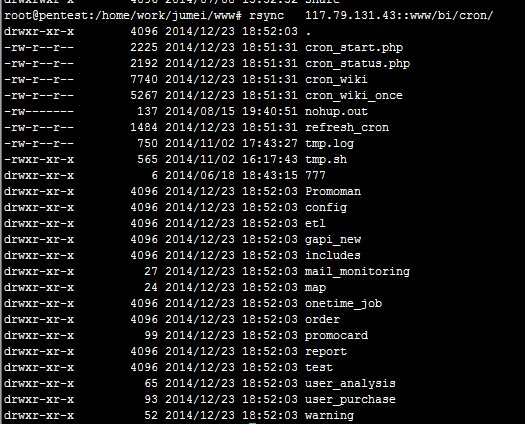 root@pentest:/home/work/jumei/www# rsync   117.79.131.43::www/bi/cron/
drwxr-xr-x        4096 2014/12/23 18:52:03 .
-rw-r--r--        2225 2014/12/23 18:51:31 cron_start.php
-rw-r--r--        2192 2014/12/23 18:52:03 cron_status.php
-rw-r--r--        7740 2014/12/23 18:51:31 cron_wiki
-rw-r--r--        5267 2014/12/23 18:51:31 cron_wiki_once
-rw-------         137 2014/08/15 19:40:51 nohup.out
-rw-r--r--        1484 2014/12/23 18:51:31 refresh_cron
-rw-r--r--         750 2014/11/02 17:43:27 tmp.log
-rwxr-xr-x         565 2014/11/02 16:17:43 tmp.sh
drwxr-xr-x           6 2014/06/18 18:43:15 777
drwxr-xr-x        4096 2014/12/23 18:52:03 Promoman
drwxr-xr-x        4096 2014/12/23 18:52:03 config
drwxr-xr-x        4096 2014/12/23 18:52:03 etl
drwxr-xr-x        4096 2014/12/23 18:52:03 gapi_new
drwxr-xr-x        4096 2014/12/23 18:52:03 includes
drwxr-xr-x          27 2014/12/23 18:52:03 mail_monitoring
drwxr-xr-x          24 2014/12/23 18:52:03 map
drwxr-xr-x        4096 2014/12/23 18:52:03 onetime_job
drwxr-xr-x        4096 2014/12/23 18:52:03 order
drwxr-xr-x          99 2014/12/23 18:52:03 promocard
drwxr-xr-x        4096 2014/12/23 18:52:03 report
drwxr-xr-x        4096 2014/12/23 18:52:03 test
drwxr-xr-x          65 2014/12/23 18:52:03 user_analysis
drwxr-xr-x          93 2014/12/23 18:52:03 user_purchase
drwxr-xr-x          52 2014/12/23 18:52:03 warning